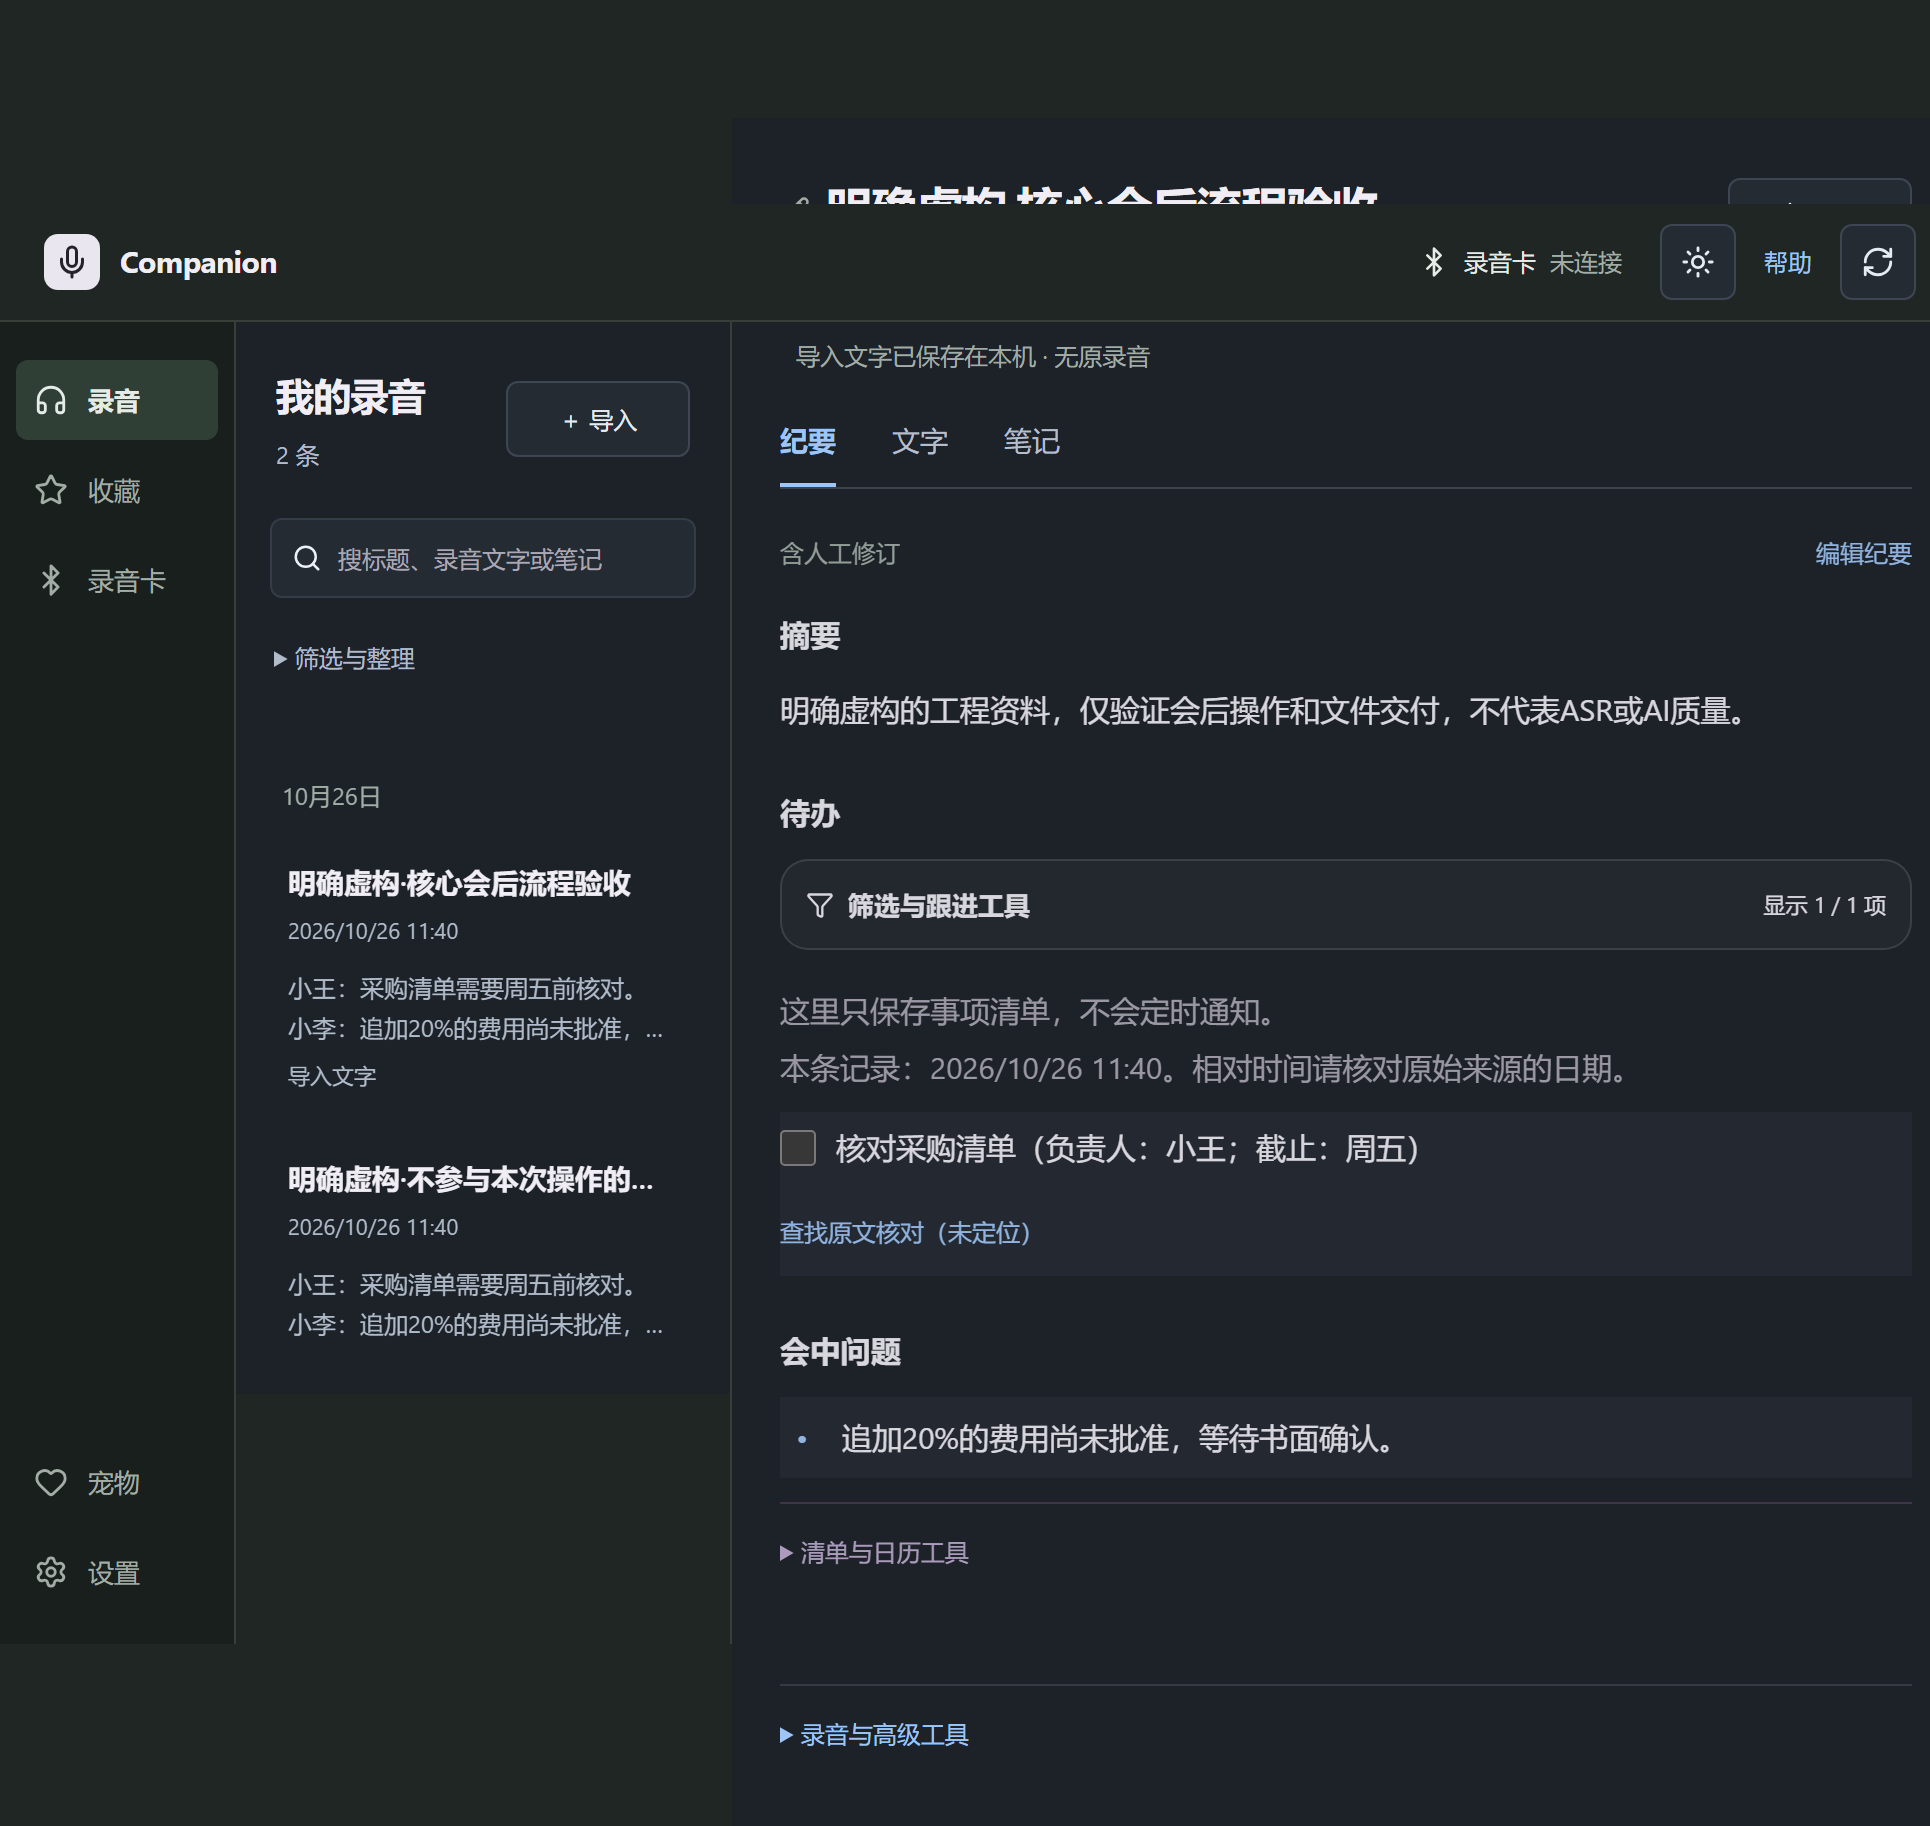 明确虚构·核心会后流程验收
Companion
录音卡 未连接
帮助
录音
收藏
录音卡
宠物
设置
我的录音
2 条
+ 导入
搜标题、录音文字或笔记
筛选与整理
10月26日
明确虚构·核心会后流程验收
2026/10/26 11:40
小王：采购清单需要周五前核对。
小李：追加20%的费用尚未批准，...
导入文字
明确虚构·不参与本次操作的...
2026/10/26 11:40
小王：采购清单需要周五前核对。
小李：追加20%的费用尚未批准，...
导入文字已保存在本机 · 无原录音
纪要 文字 笔记
含人工修订
编辑纪要
摘要
明确虚构的工程资料，仅验证会后操作和文件交付，不代表ASR或AI质量。
待办
筛选与跟进工具
显示 1 / 1 项
这里只保存事项清单，不会定时通知。
本条记录：2026/10/26 11:40。相对时间请核对原始来源的日期。
核对采购清单（负责人：小王；截止：周五）
查找原文核对（未定位）
会中问题
追加20%的费用尚未批准，等待书面确认。
清单与日历工具
录音与高级工具